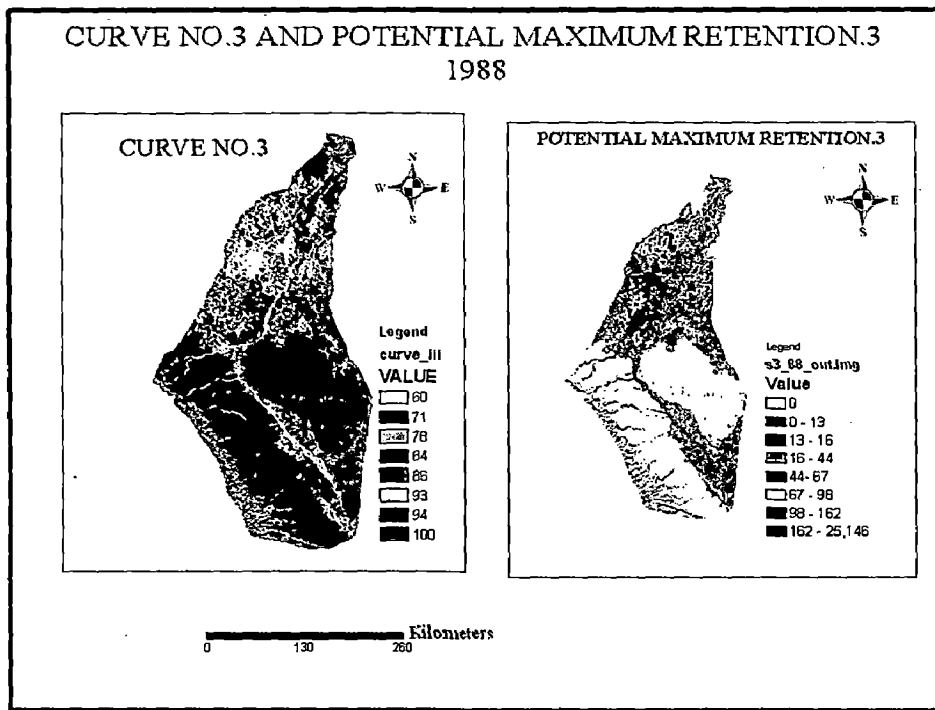 CURVE NO.3 AND POTENTIAL MAXIMUM RETENTION.3
1988
CURVE NO.3
N
W E
S
Legend
curve_iii
VALUE
60
71
78
84
86
93
94
100
POTENTIAL MAXIMUM RETENTION.3
N
W E
S
Legend
s3_88_out.img
Value
0
0 - 13
13 - 16
16 - 44
44 - 67
67 - 98
98 - 162
162 - 25,146
Kilometers
0 130 260